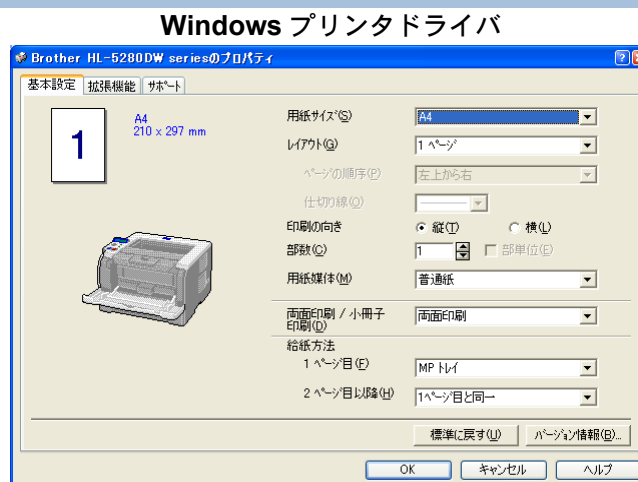 Windows プリンタドライバ
Brother HL-5280DW seriesのプロパティ
基本設定 拡張機能 サポート
1
A4
210 x 297 mm
用紙サイズ(S) A4
レイアウト(G) 1 ページ
ページの順序(P) 左上から右
仕切り線(O)
印刷の向き 縦(T) 横(L)
部数(C) 1 部単位(E)
用紙媒体(M) 普通紙
両面印刷 / 小冊子
印刷(D) 両面印刷
給紙方法
1 ページ目(F) MP トレイ
2 ページ目以降(H) 1ページ目と同一
標準に戻す(U) バージョン情報(B)...
OK キャンセル ヘルプ